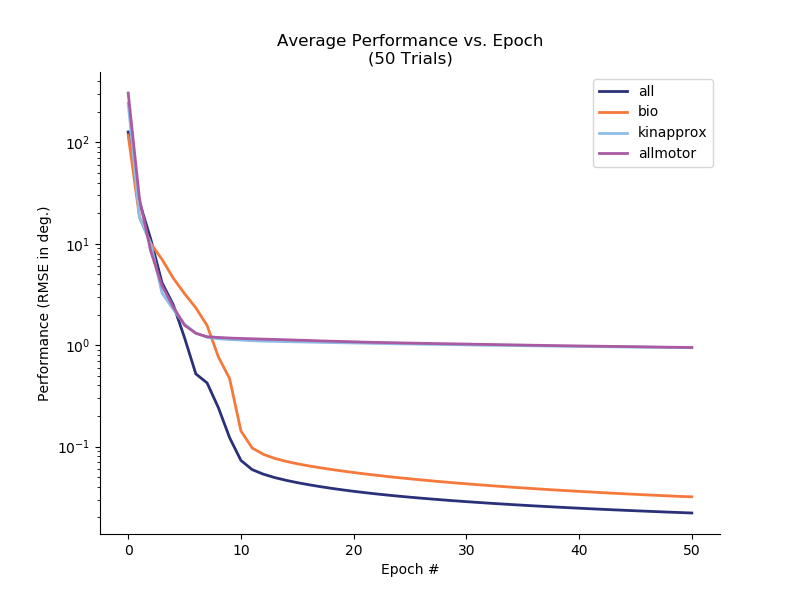 Average Performance vs. Epoch
(50 Trials)
all
bio
kinapprox
allmotor
Performance (RMSE in deg.)
10²
10¹
10⁰
10⁻¹
0
10
20
30
40
50
Epoch #